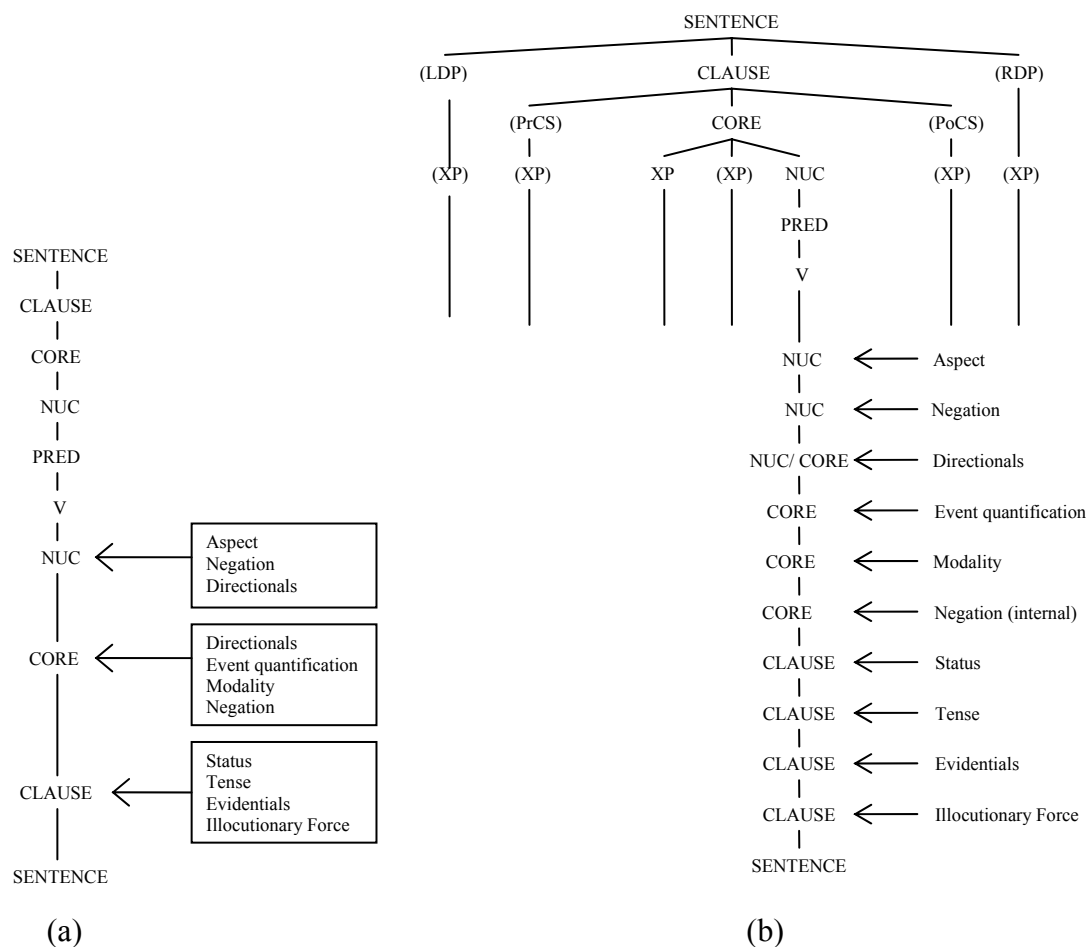 SENTENCE
(LDP) CLAUSE (RDP)
(PrCS) CORE (PoCS)
(XP) (XP) XP (XP) NUC (XP) (XP)
PRED
V
NUC Aspect
NUC Negation
NUC/ CORE Directionals
CORE Event quantification
CORE Modality
CORE Negation (internal)
CLAUSE Status
CLAUSE Tense
CLAUSE Evidentials
CLAUSE Illocutionary Force
SENTENCE
(b)
SENTENCE
CLAUSE
CORE
NUC
PRED
V
NUC
Aspect
Negation
Directionals
CORE
Directionals
Event quantification
Modality
Negation
CLAUSE
Status
Tense
Evidentials
Illocutionary Force
SENTENCE
(a)